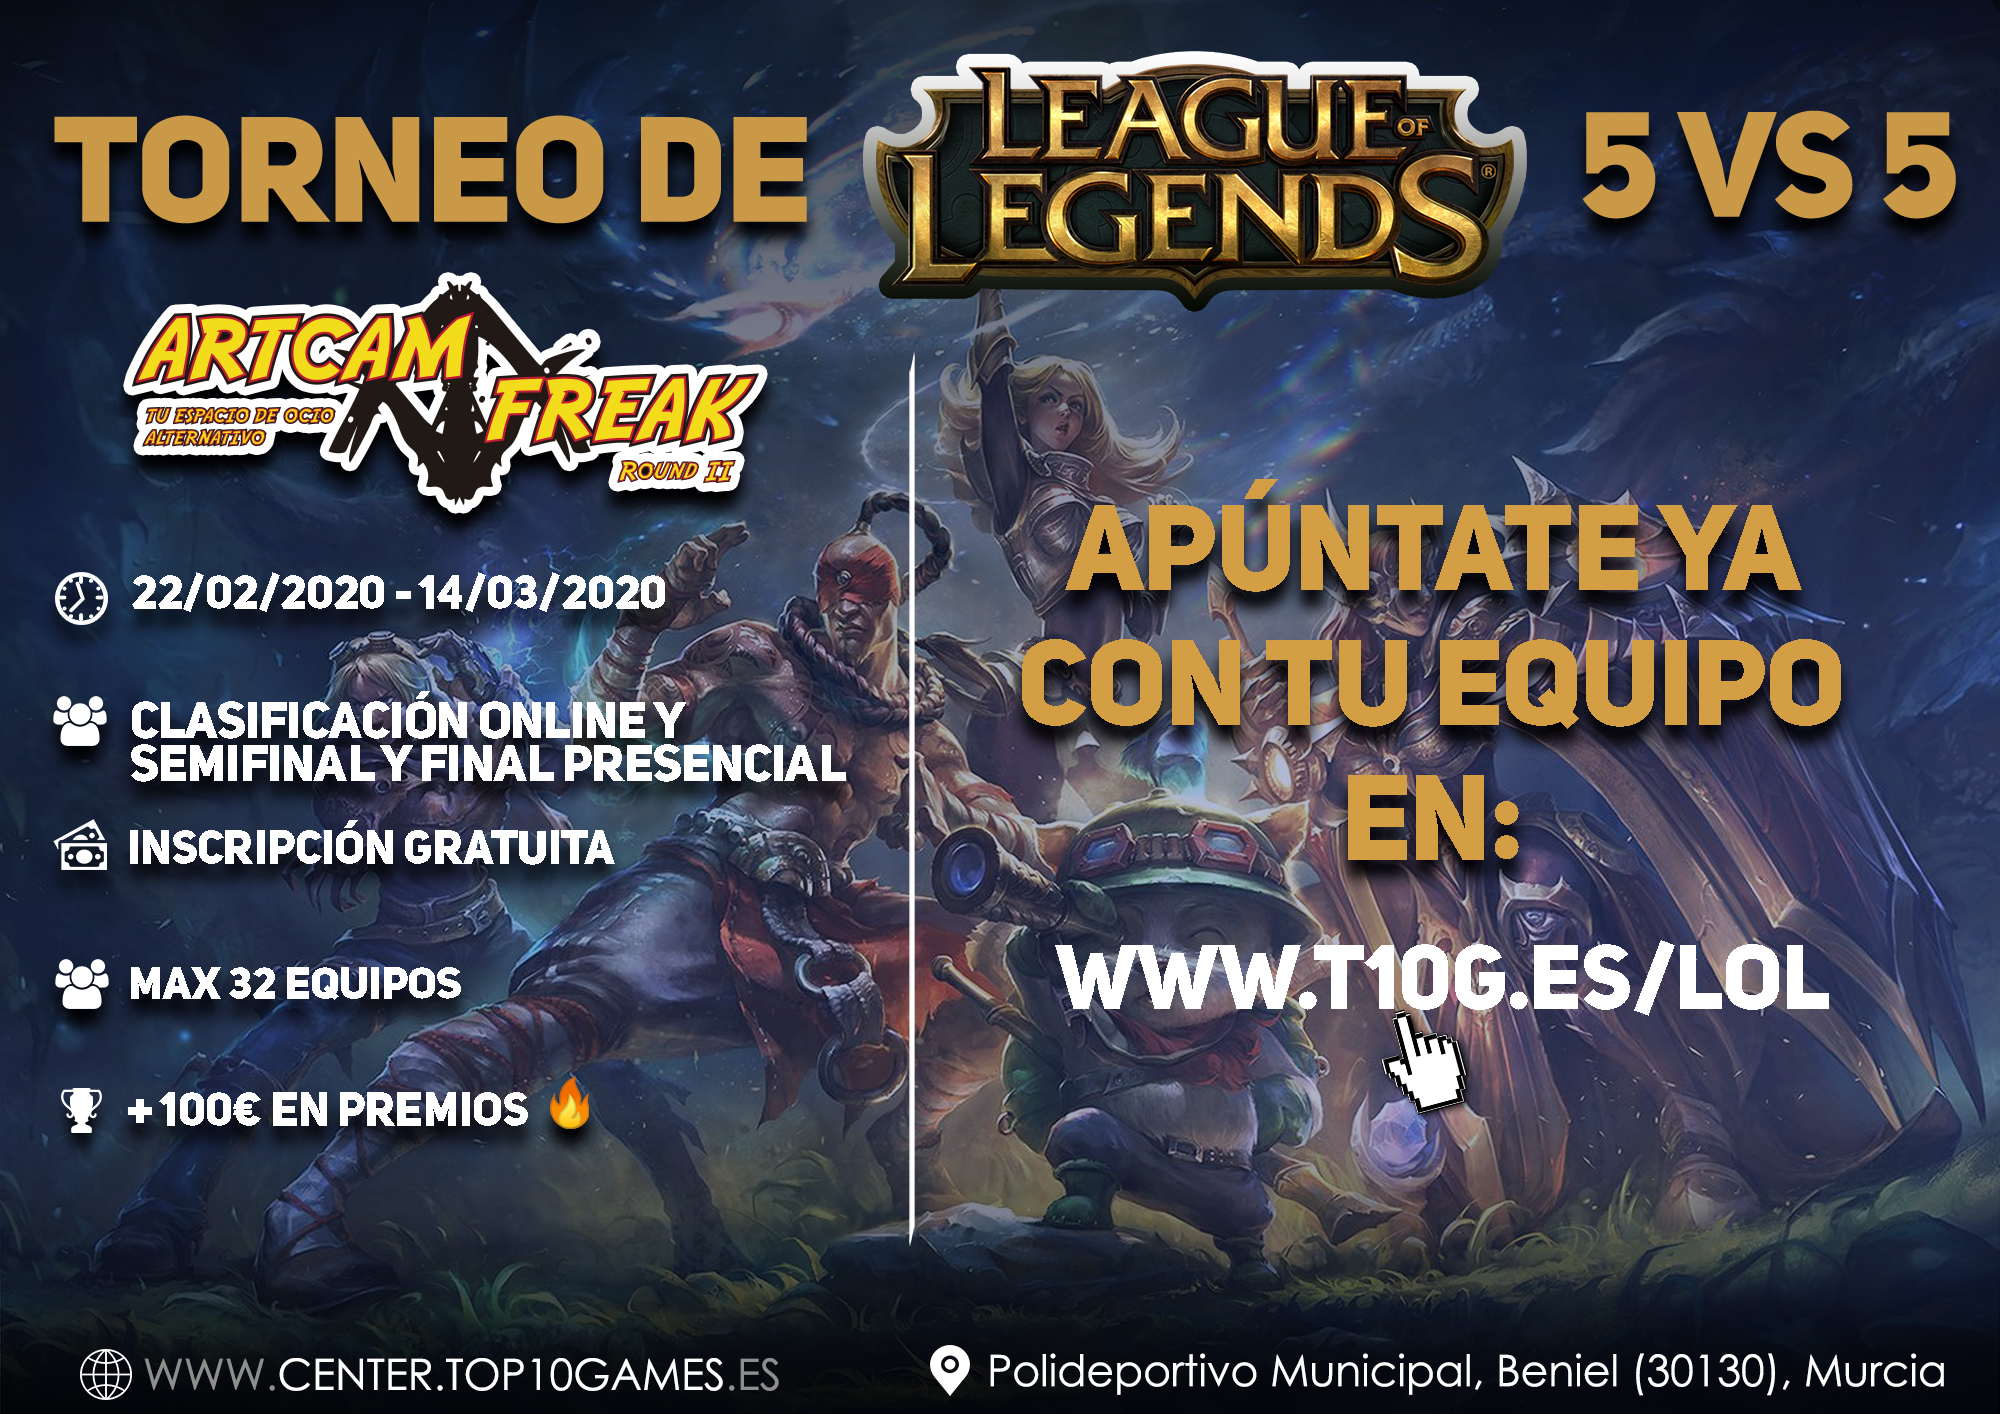 TORNEO DE
LEAGUE OF
LEGENDS®
5 VS 5
ARTCAM
FREAK
TU ESPACIO DE OCIO
ALTERNATIVO
ROUND II
22/02/2020 - 14/03/2020
CLASIFICACIÓN ONLINE Y
SEMIFINAL Y FINAL PRESENCIAL
INSCRIPCIÓN GRATUITA
MAX 32 EQUIPOS
+ 100€ EN PREMIOS 🔥
APÚNTATE YA
CON TU EQUIPO
EN:
WWW.T10G.ES/LOL
WWW.CENTER.TOP10GAMES.ES
Polideportivo Municipal, Beniel (30130), Murcia